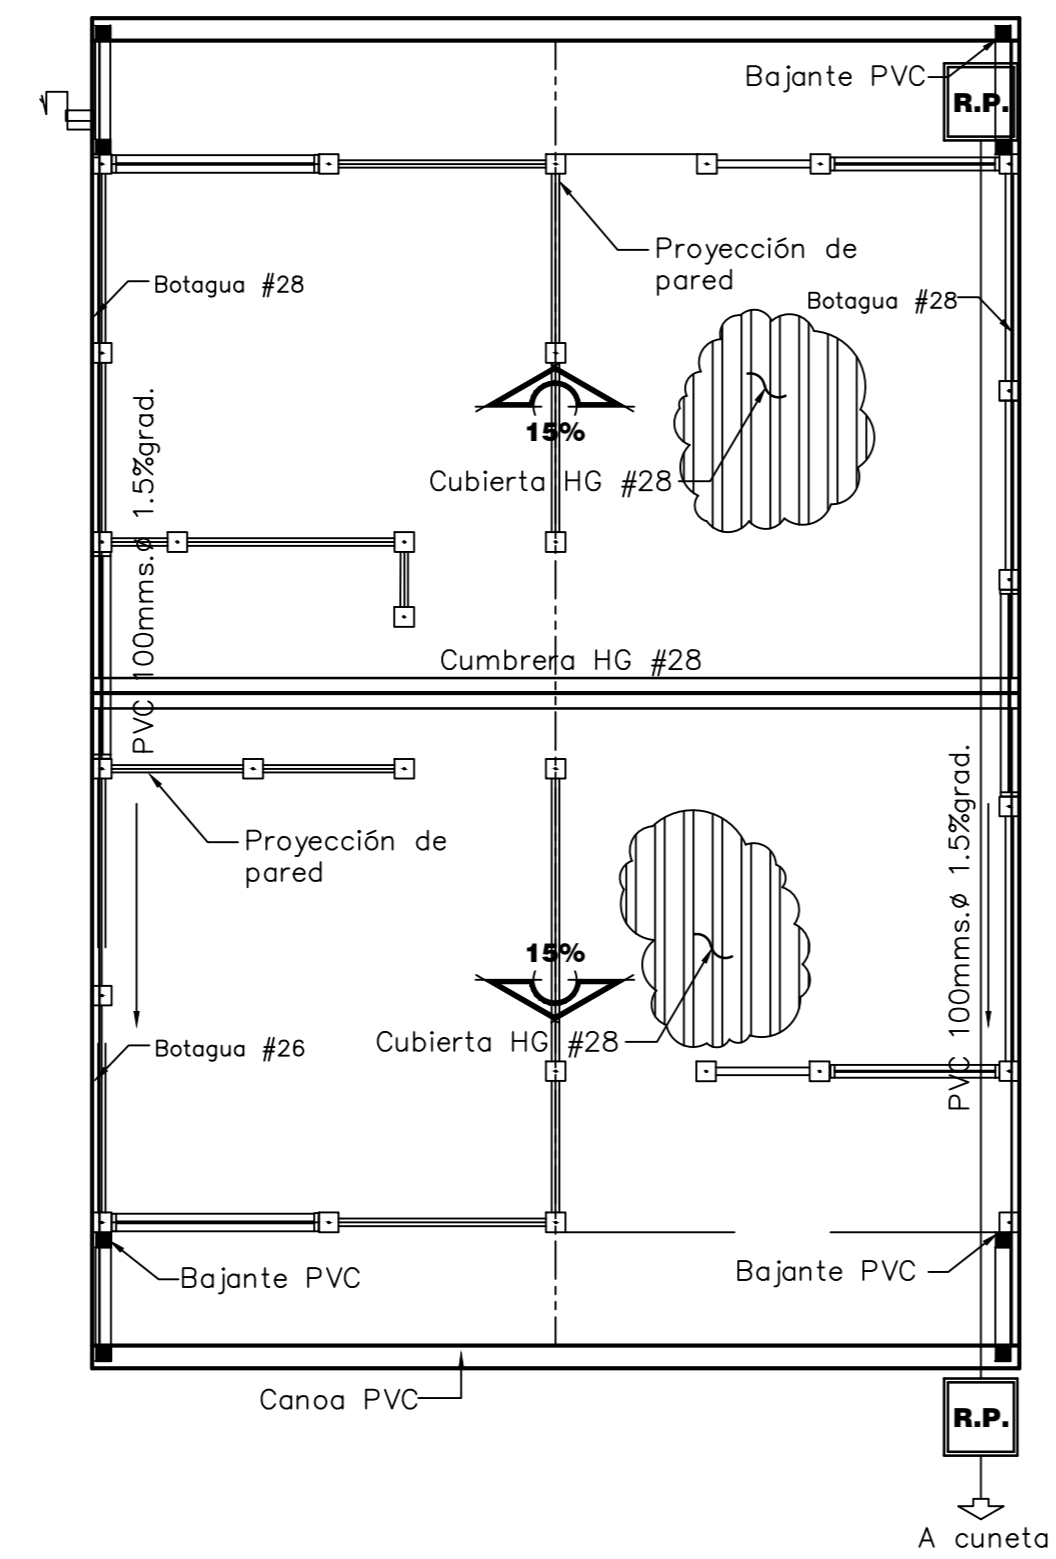 Bajante PVC
R.P.
Proyección de
pared
Botagua #28
Botagua #28
15%
Cubierta HG #28
PVC 100mms.ø 1.5%grad.
Cumbrera HG #28
Proyección de
pared
PVC 100mms.ø 1.5%grad.
15%
Cubierta HG #28
Botagua #26
Bajante PVC
Bajante PVC
Canoa PVC
R.P.
A cuneta